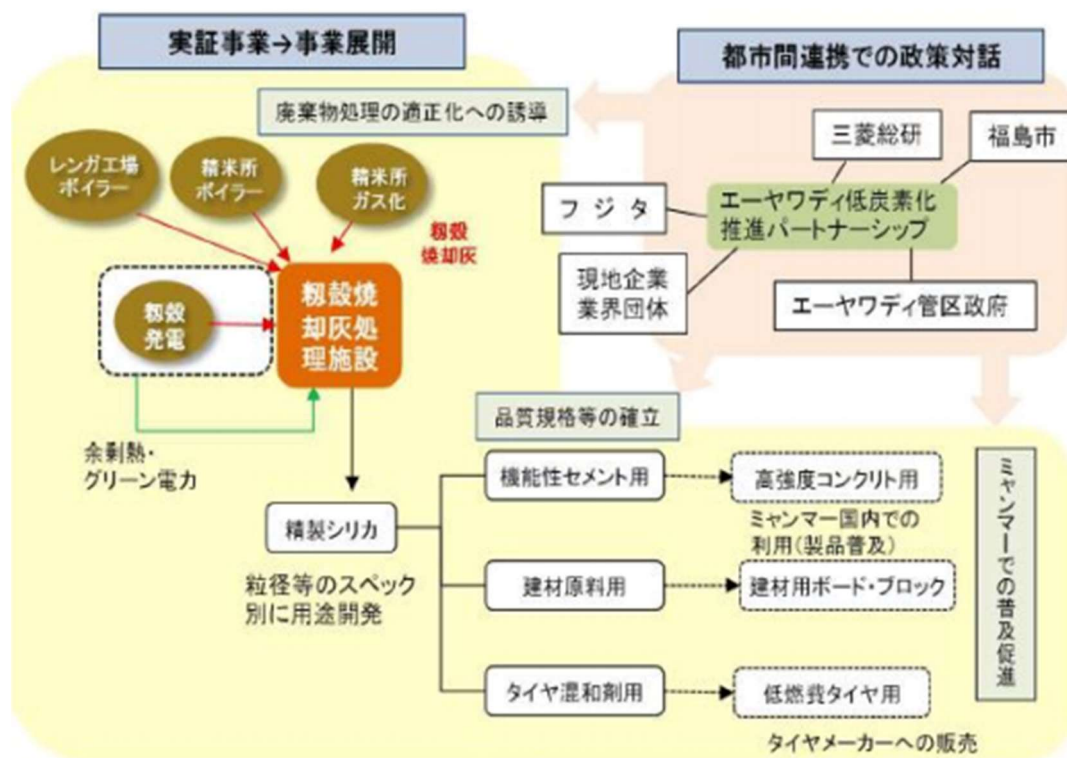 実証事業→事業展開
都市間連携での政策対話
廃棄物処理の適正化への誘導
レンガ工場
ボイラー
精米所
ボイラー
精米所
ガス化
籾殻
焼却灰
籾殻
発電
籾殻焼
却灰処
理施設
余剰熱・
グリーン電力
三菱総研
福島市
フジタ
エーヤワディ低炭素化
推進パートナーシップ
現地企業
業界団体
エーヤワディ管区政府
品質規格等の確立
精製シリカ
粒径等のスペック
別に用途開発
機能性セメント用
高強度コンクリト用
ミャンマー国内での
利用(製品普及)
建材原料用
建材用ボード・ブロック
タイヤ混和剤用
低燃費タイヤ用
タイヤメーカーへの販売
ミャンマーでの普及促進